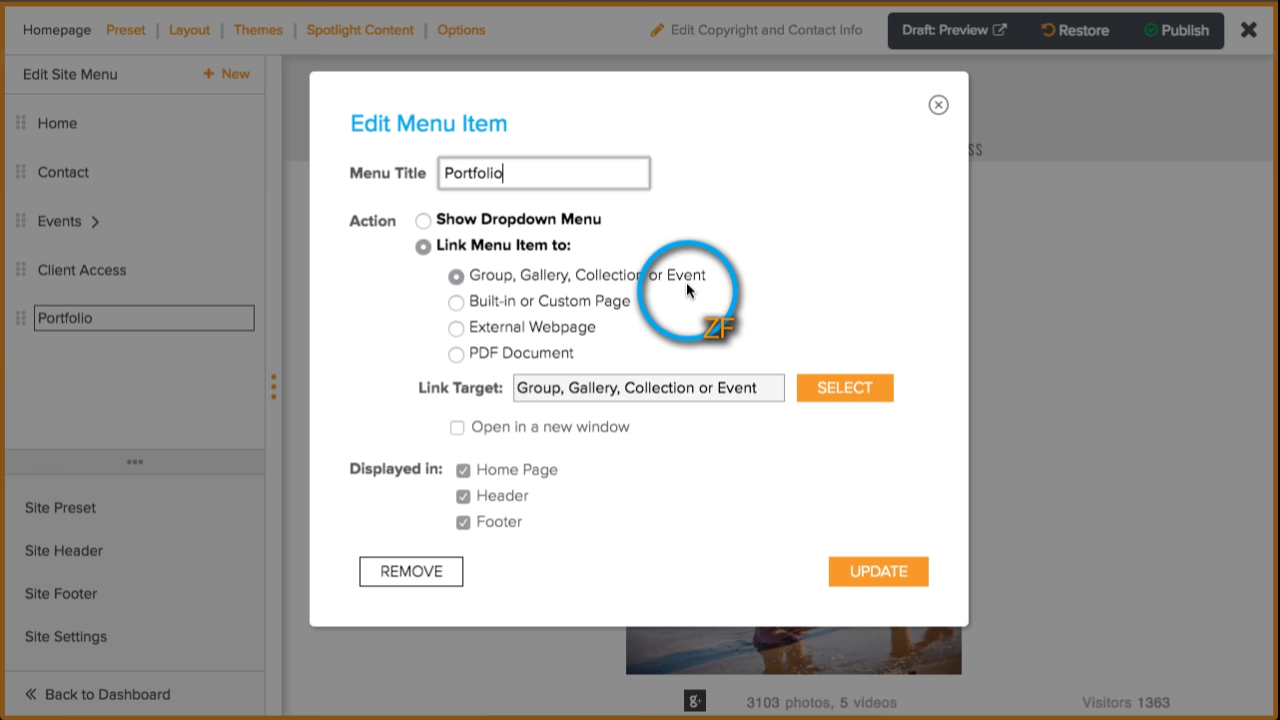 Homepage Preset | Layout | Themes | Spotlight Content | Options Edit Copyright and Contact Info Draft: Preview Restore Publish
Edit Site Menu + New
Home
Contact
Events
Client Access
Portfolio
Site Preset
Site Header
Site Footer
Site Settings
« Back to Dashboard
Edit Menu Item
Menu Title Portfolio
Action Show Dropdown Menu
Link Menu Item to:
Group, Gallery, Collection or Event
Built-in or Custom Page
External Webpage
PDF Document
ZF
Link Target: Group, Gallery, Collection or Event SELECT
Open in a new window
Displayed in: Home Page
Header
Footer
REMOVE UPDATE
SS
g+ 3103 photos, 5 videos Visitors 1363